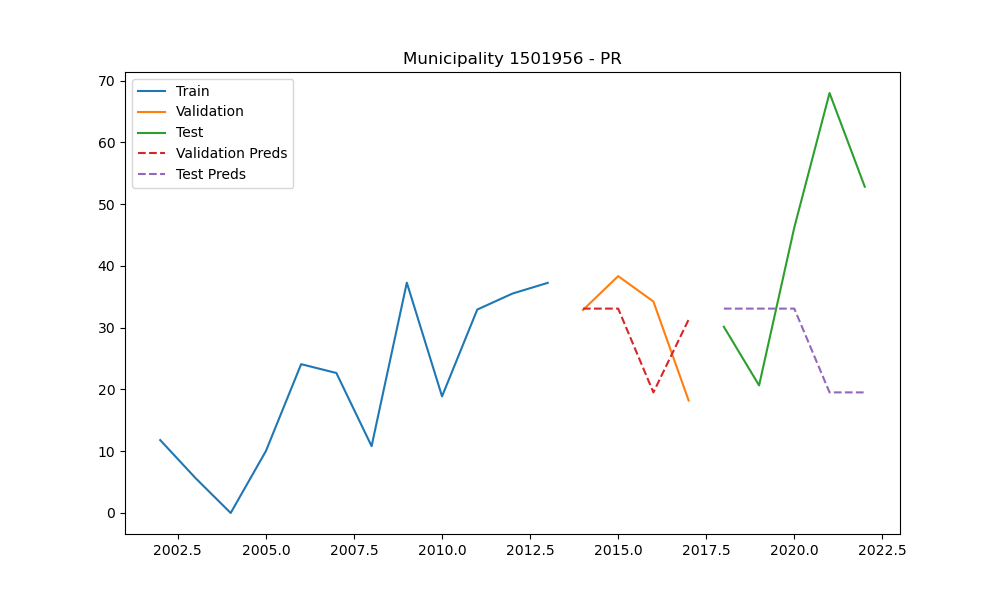 Municipality 1501956 - PR
Train
Validation
Test
Validation Preds
Test Preds
70
60
50
40
30
20
10
0
2002.5 2005.0 2007.5 2010.0 2012.5 2015.0 2017.5 2020.0 2022.5